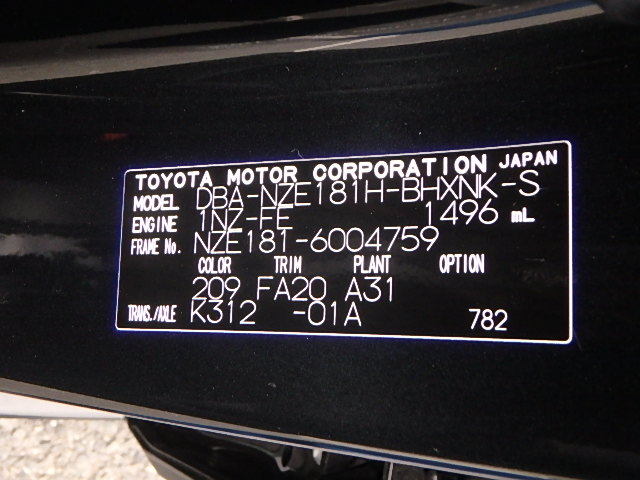 TOYOTA MOTOR CORPORATION JAPAN
MODEL DBA-NZE181H-BHXNK-S
ENGINE 1NZ-FE 1496 mL
FRAME No. NZE181-6004759
COLOR TRIM PLANT OPTION
209 FA20 A31
TRANS./AXLE K312 -01A 782